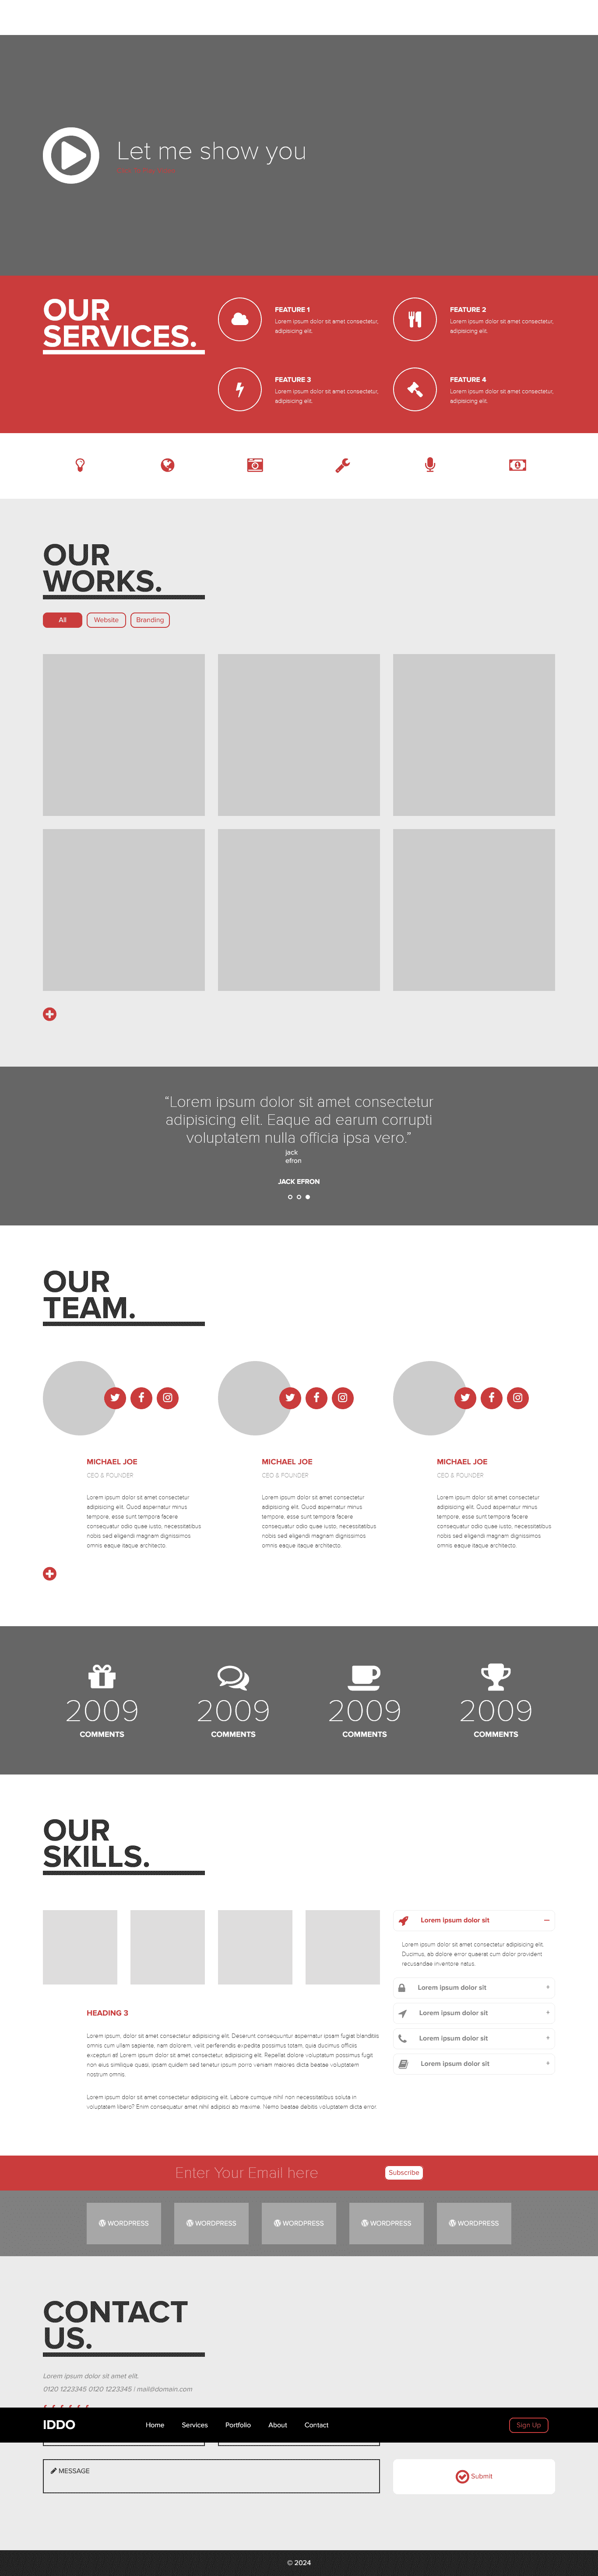 Let me show you
OUR
SERVICES.
FEATURE 1
Lorem ipsum dolor sit amet consectetur,
adipisicing elit.
FEATURE 2
Lorem ipsum dolor sit amet consectetur,
adipisicing elit.
FEATURE 3
Lorem ipsum dolor sit amet consectetur,
adipisicing elit.
FEATURE 4
Lorem ipsum dolor sit amet consectetur,
adipisicing elit.
OUR
WORKS.
All
Website
Branding
“Lorem ipsum dolor sit amet consectetur
adipisicing elit. Eaque ad earum corrupti
voluptatem nulla officia ipsa vero.”
jack
efron
JACK EFRON
OUR
TEAM.
MICHAEL JOE
CEO & FOUNDER
Lorem ipsum dolor sit amet consectetur
adipisicing elit. Quod aspernatur minus
tempore, esse sunt tempora facere
consequatur odio quae iusto, necessitatibus
nobis sed eligendi magnam dignissimos
omnis eaque itaque architecto.
MICHAEL JOE
CEO & FOUNDER
Lorem ipsum dolor sit amet consectetur
adipisicing elit. Quod aspernatur minus
tempore, esse sunt tempora facere
consequatur odio quae iusto, necessitatibus
nobis sed eligendi magnam dignissimos
omnis eaque itaque architecto.
MICHAEL JOE
CEO & FOUNDER
Lorem ipsum dolor sit amet consectetur
adipisicing elit. Quod aspernatur minus
tempore, esse sunt tempora facere
consequatur odio quae iusto, necessitatibus
nobis sed eligendi magnam dignissimos
omnis eaque itaque architecto.
2009
COMMENTS
2009
COMMENTS
2009
COMMENTS
2009
COMMENTS
OUR
SKILLS.
HEADING 3
Lorem ipsum, dolor sit amet consectetur adipisicing elit. Deserunt consequuntur aspernatur ipsam fugiat blanditiis
omnis cum ullam sapiente, nam dolorem, velit perferendis expedita possimus totam, quia ducimus officiis
excepturi at! Lorem ipsum dolor sit amet consectetur, adipisicing elit. Repellat dolore voluptatum possimus fugit
non eius similique quasi, ipsam quidem sed tenetur ipsum porro veniam maiores dicta beatae voluptatem
nostrum omnis.
Lorem ipsum dolor sit amet consectetur adipisicing elit. Labore cumque nihil non necessitatibus soluta in
voluptatem libero? Enim consequatur amet nihil adipisci ab maxime. Nemo beatae debitis voluptatem dicta error.
Lorem ipsum dolor sit
Lorem ipsum dolor sit amet consectetur adipisicing elit.
Ducimus, ab dolore error quaerat cum dolor provident
recusandae inventore natus.
Lorem ipsum dolor sit +
Lorem ipsum dolor sit +
Lorem ipsum dolor sit +
Lorem ipsum dolor sit +
Enter Your Email here
Subscribe
WORDPRESS
WORDPRESS
WORDPRESS
WORDPRESS
WORDPRESS
CONTACT
US.
Lorem ipsum dolor sit amet elit.
0120 1223345 0120 1223345 | mail@domain.com
IDDO
Home
Services
Portfolio
About
Contact
Sign Up
MESSAGE
Submit
© 2024